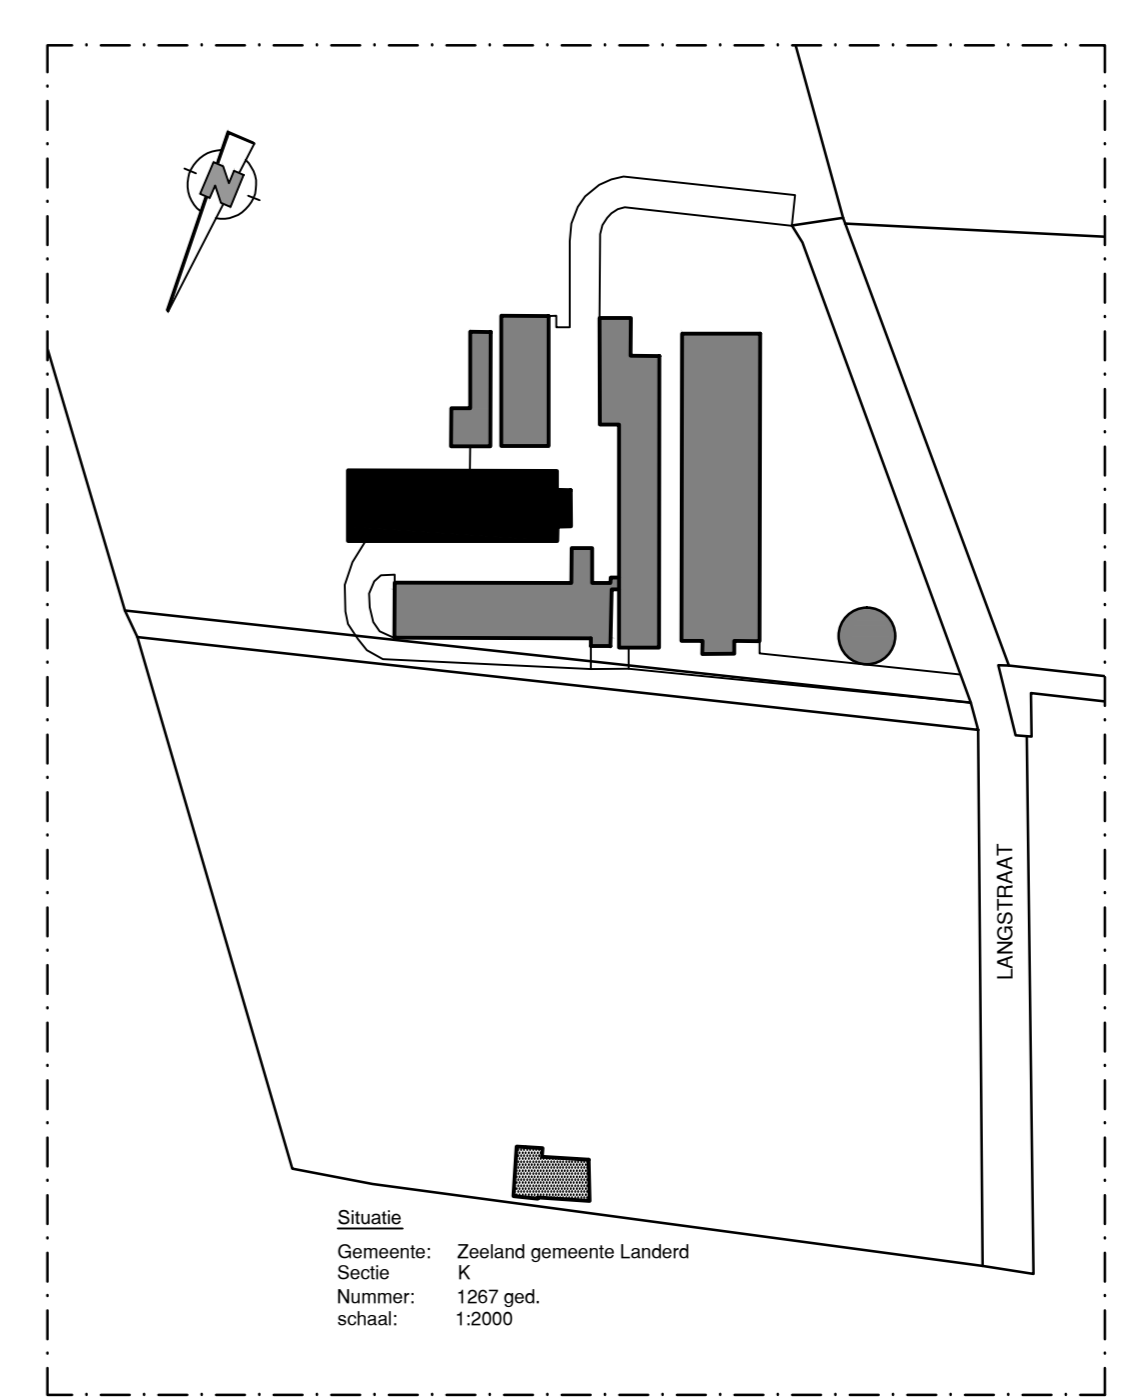 N
LANGSTRAAT
Situatie
Gemeente: Zeeland gemeente Landerd
Sectie K
Nummer: 1267 ged.
schaal: 1:2000